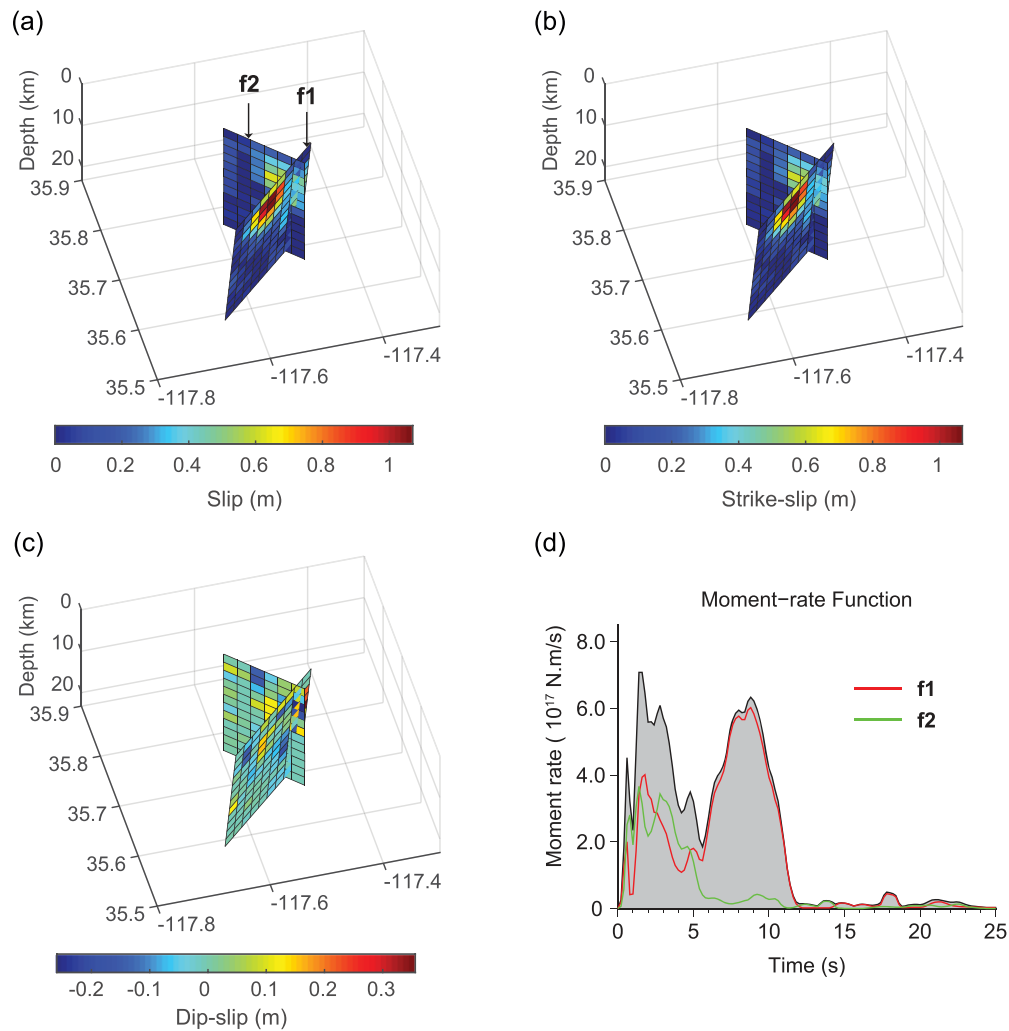 (a)
f2
f1
Depth (km)
0
10
20
35.9
35.8
35.7
35.6
35.5
-117.8
-117.6
-117.4
0 0.2 0.4 0.6 0.8 1
Slip (m)
(b)
Depth (km)
0
10
20
35.9
35.8
35.7
35.6
35.5
-117.8
-117.6
-117.4
0 0.2 0.4 0.6 0.8 1
Strike-slip (m)
(c)
Depth (km)
0
10
20
35.9
35.8
35.7
35.6
35.5
-117.8
-117.6
-117.4
-0.2 -0.1 0 0.1 0.2 0.3
Dip-slip (m)
(d)
Moment−rate Function
Moment rate ( 10¹⁷ N.m/s)
8.0
6.0
4.0
2.0
0
f1
f2
0 5 10 15 20 25
Time (s)